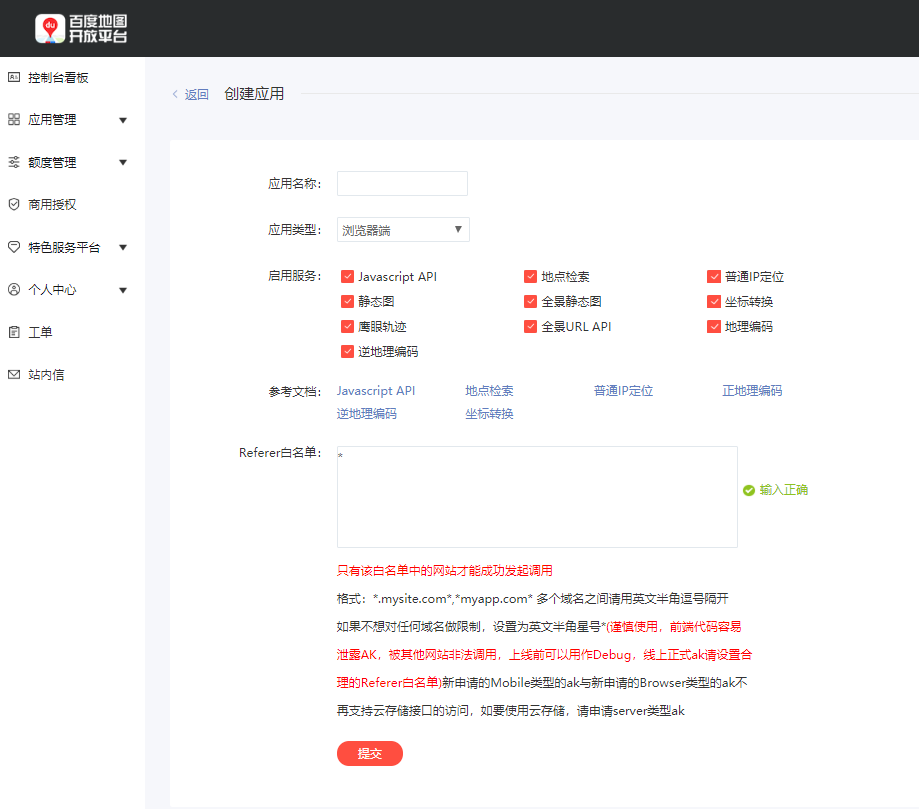 du
百度地图
开放平台
控制台看板
应用管理
额度管理
商用授权
特色服务平台
个人中心
工单
站内信
< 返回 创建应用
应用名称:
应用类型: 浏览器端
启用服务: Javascript API 地点检索 普通IP定位
静态图 全景静态图 坐标转换
鹰眼轨迹 全景URL API 地理编码
逆地理编码
参考文档: Javascript API 地点检索 普通IP定位 正地理编码
逆地理编码 坐标转换
Referer白名单: *
输入正确
只有该白名单中的网站才能成功发起调用
格式: *.mysite.com*,*myapp.com* 多个域名之间请用英文半角逗号隔开
如果不想对任何域名做限制，设置为英文半角星号*(谨慎使用，前端代码容易
泄露AK，被其他网站非法调用，上线前可以用作Debug，线上正式ak请设置合
理的Referer白名单)新申请的Mobile类型的ak与新申请的Browser类型的ak不
再支持云存储接口的访问，如要使用云存储，请申请server类型ak
提交